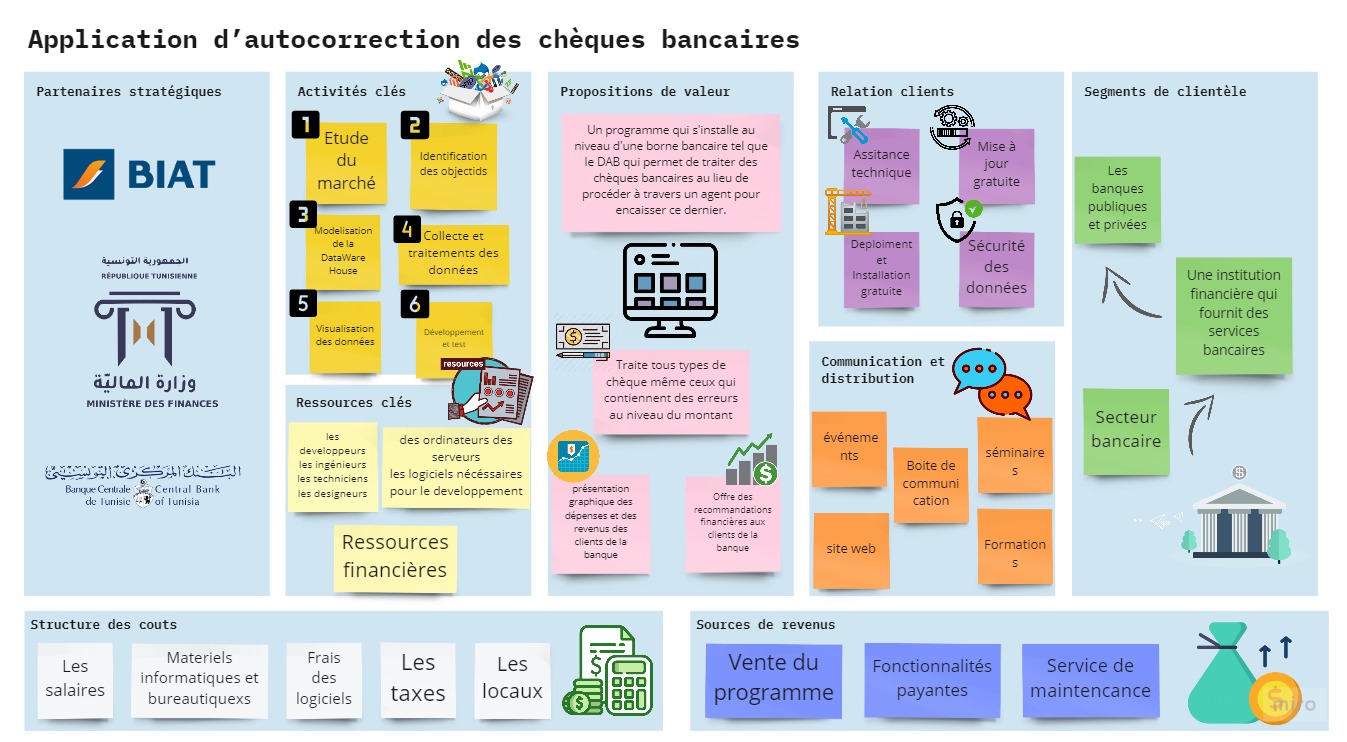 Application d’autocorrection des chèques bancaires
Partenaires stratégiques
BIAT
الجمهورية التونسية
RÉPUBLIQUE TUNISIENNE
وزارة المالية
MINISTÈRE DES FINANCES
البنك المركزي التونسي
Banque Centrale
de Tunisie
Central Bank
of Tunisia
Activités clés
1
Etude
du
marché
2
Identification
des objectids
3
Modelisation
de la
DataWare
House
4
Collecte et
traitements des
données
5
Visualisation
des données
6
Développement
et test
Ressources clés
resources
les
developpeurs
les ingénieurs
les techniciens
les designeurs
des ordinateurs des
serveurs
les logiciels nécéssaires
pour le developpement
Ressources
financières
Propositions de valeur
Un programme qui s'installe au
niveau d'une borne bancaire tel que
le DAB qui permet de traiter des
chèques bancaires au lieu de
procéder à travers un agent pour
encaisser ce dernier.
Traite tous types de
chèque même ceux qui
contiennent des erreurs
au niveau du montant
présentation
graphique des
dépenses et des
revenus des
clients de la
banque
Offre des
recommandations
financières aux
clients de la
banque
Relation clients
Assitance
technique
Mise à
jour
gratuite
Deploiment
et
Installation
gratuite
Sécurité
des
données
Communication et
distribution
événeme
nts
séminaire
s
Boite de
communi
cation
site web
Formation
s
Segments de clientèle
Les
banques
publiques
et privées
Une institution
financière qui
fournit des
services
bancaires
Secteur
bancaire
Structure des couts
Les
salaires
Materiels
informatiques et
bureautiquexs
Frais
des
logiciels
Les
taxes
Les
locaux
Sources de revenus
Vente du
programme
Fonctionnalités
payantes
Service de
maintencance
miro